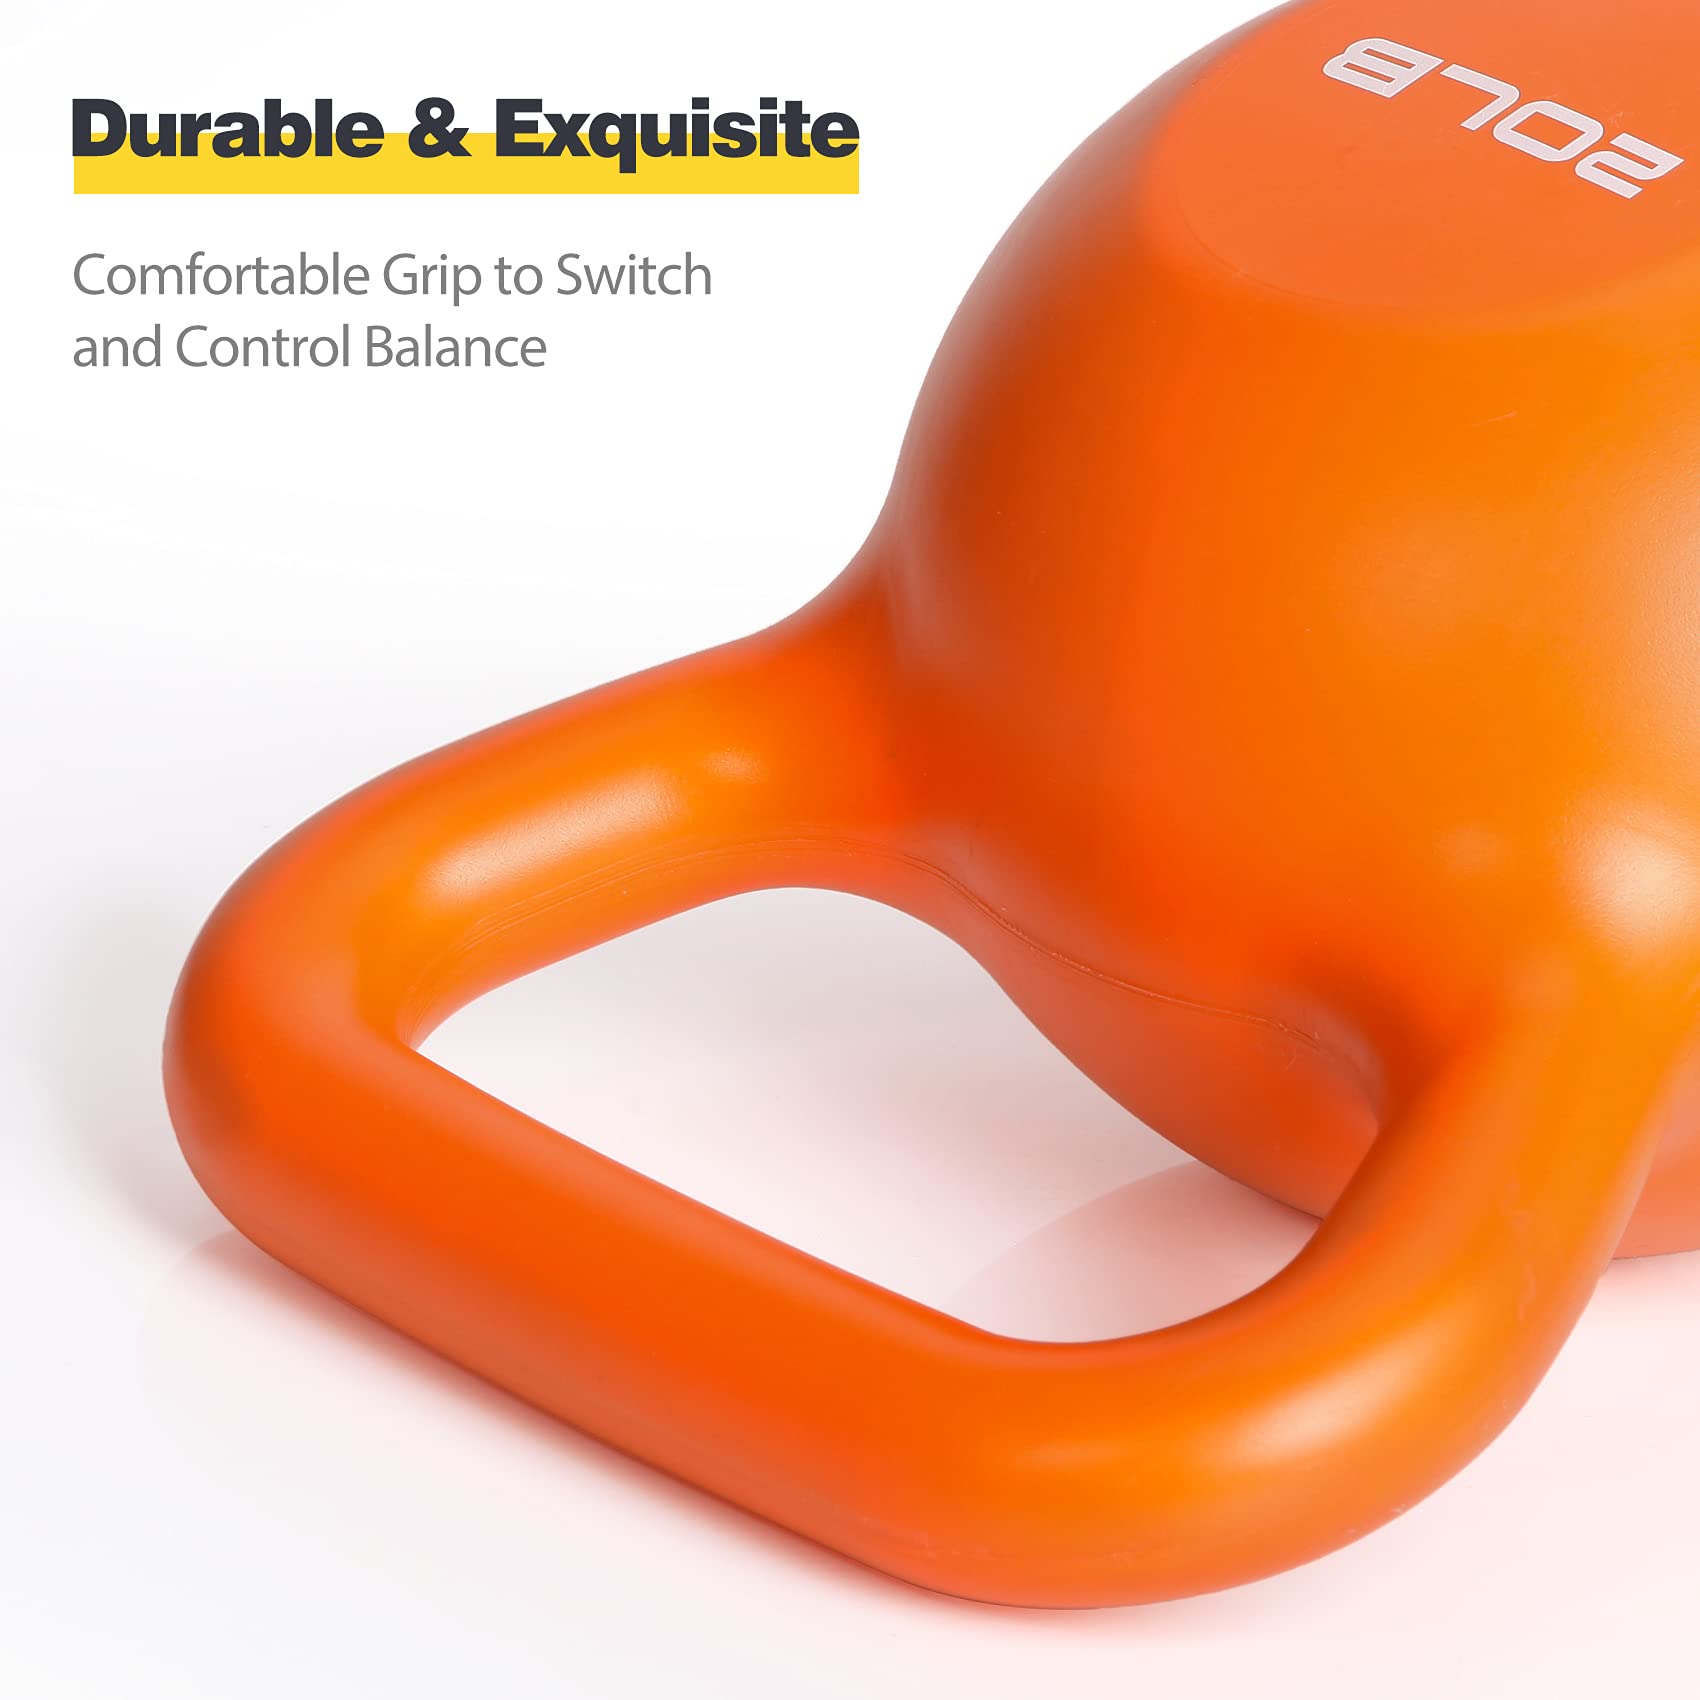 Durable & Exquisite
Comfortable Grip to Switch
and Control Balance
20LB